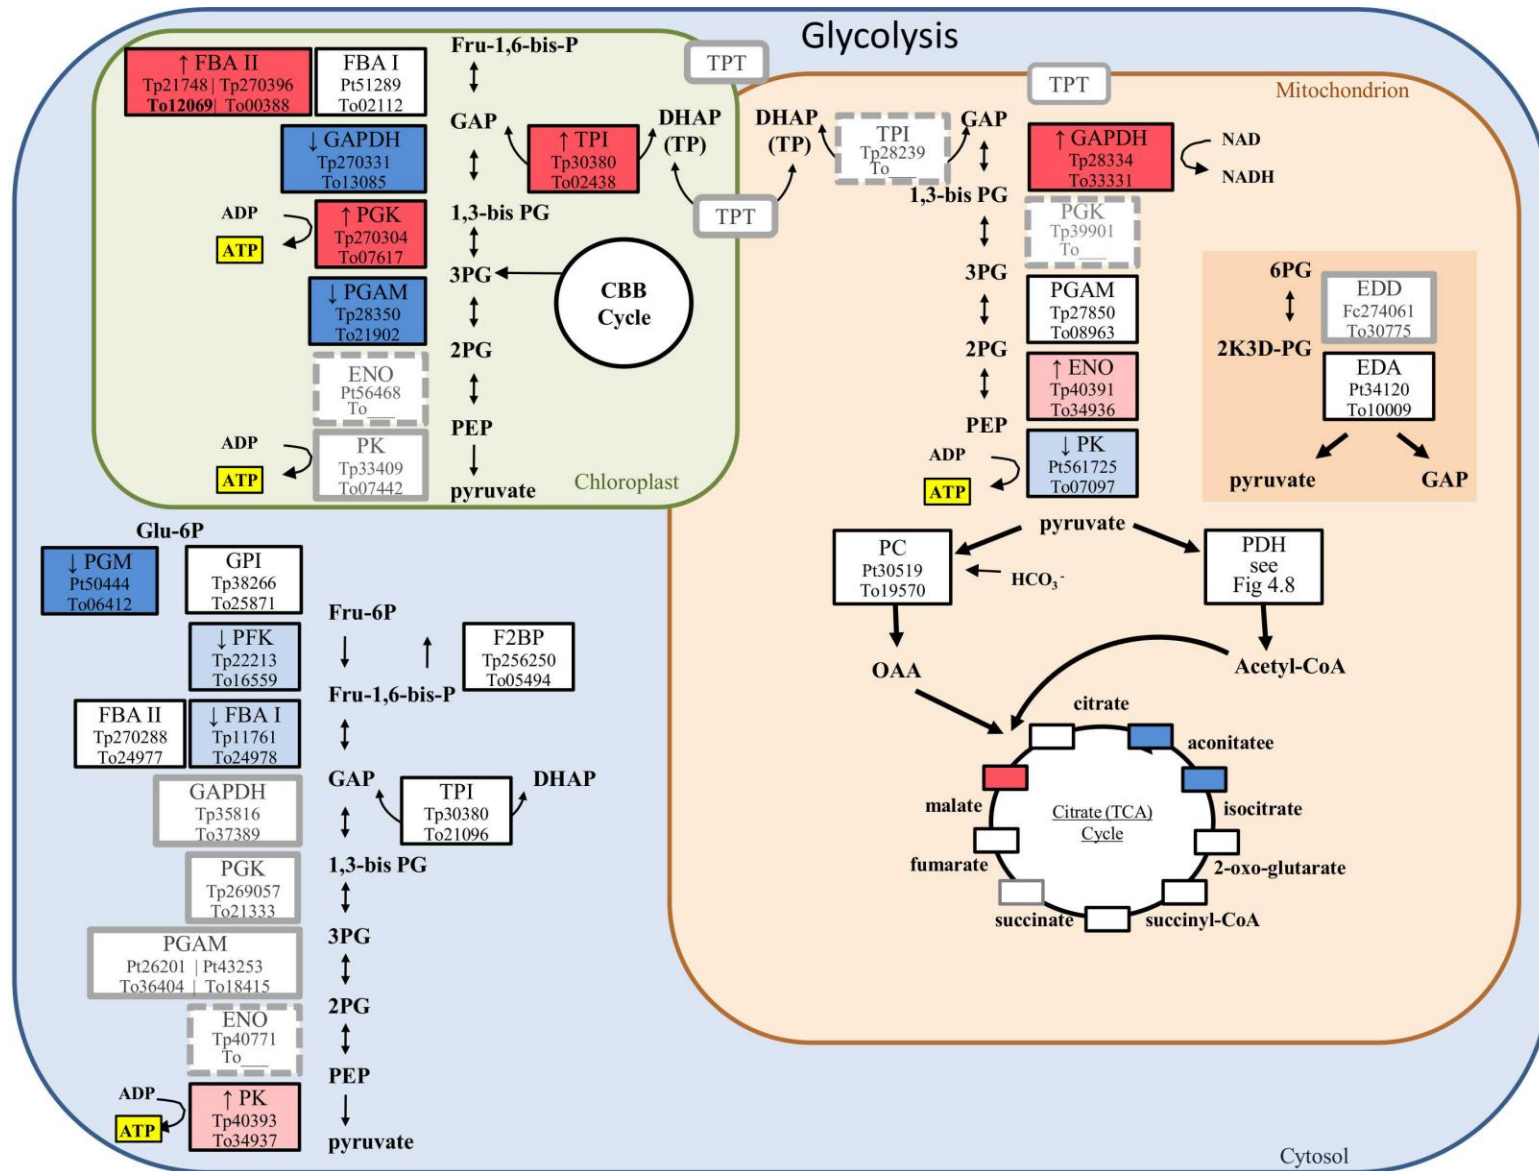 Glycolysis
Chloroplast
↑ FBA II
Tp21748 | Tp270396
To12069| To00388
FBA I
Pt51289
To02112
↓ GAPDH
Tp270331
To13085
↑ PGK
Tp270304
To07617
ADP
ATP
↓ PGAM
Tp28350
To21902
ENO
Pt56468
To___
PK
Tp33409
To07442
ADP
ATP
Fru-1,6-bis-P
GAP
1,3-bis PG
3PG
2PG
PEP
pyruvate
↑ TPI
Tp30380
To02438
DHAP
(TP)
CBB
Cycle
TPT
TPT
TPT
Mitochondrion
DHAP
(TP)
TPI
Tp28239
To___
GAP
1,3-bis PG
3PG
2PG
PEP
↑ GAPDH
Tp28334
To33331
NAD
NADH
PGK
Tp39901
To___
PGAM
Tp27850
To08963
↑ ENO
Tp40391
To34936
↓ PK
Pt561725
To07097
ADP
ATP
6PG
2K3D-PG
EDD
Fc274061
To30775
EDA
Pt34120
To10009
pyruvate
GAP
pyruvate
PC
Pt30519
To19570
HCO₃⁻
PDH
see
Fig 4.8
OAA
Acetyl-CoA
citrate
aconitatee
isocitrate
2-oxo-glutarate
succinyl-CoA
succinate
fumarate
malate
Citrate (TCA)
Cycle
Glu-6P
↓ PGM
Pt50444
To06412
GPI
Tp38266
To25871
Fru-6P
↓ PFK
Tp22213
To16559
F2BP
Tp256250
To05494
Fru-1,6-bis-P
FBA II
Tp270288
To24977
↓ FBA I
Tp11761
To24978
GAP
TPI
Tp30380
To21096
DHAP
GAPDH
Tp35816
To37389
1,3-bis PG
PGK
Tp269057
To21333
3PG
PGAM
Pt26201 | Pt43253
To36404 | To18415
2PG
ENO
Tp40771
To___
PEP
ADP
ATP
↑ PK
Tp40393
To34937
pyruvate
Cytosol